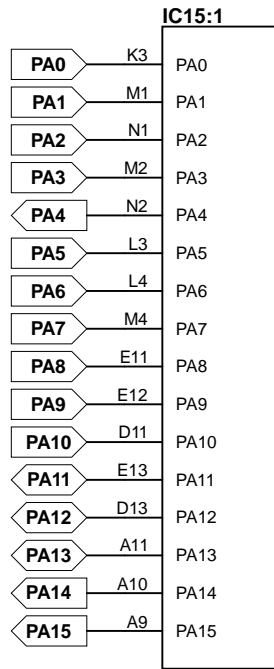 IC15:1
PA0 K3 PA0
PA1 M1 PA1
PA2 N1 PA2
PA3 M2 PA3
PA4 N2 PA4
PA5 L3 PA5
PA6 L4 PA6
PA7 M4 PA7
PA8 E11 PA8
PA9 E12 PA9
PA10 D11 PA10
PA11 E13 PA11
PA12 D13 PA12
PA13 A11 PA13
PA14 A10 PA14
PA15 A9 PA15